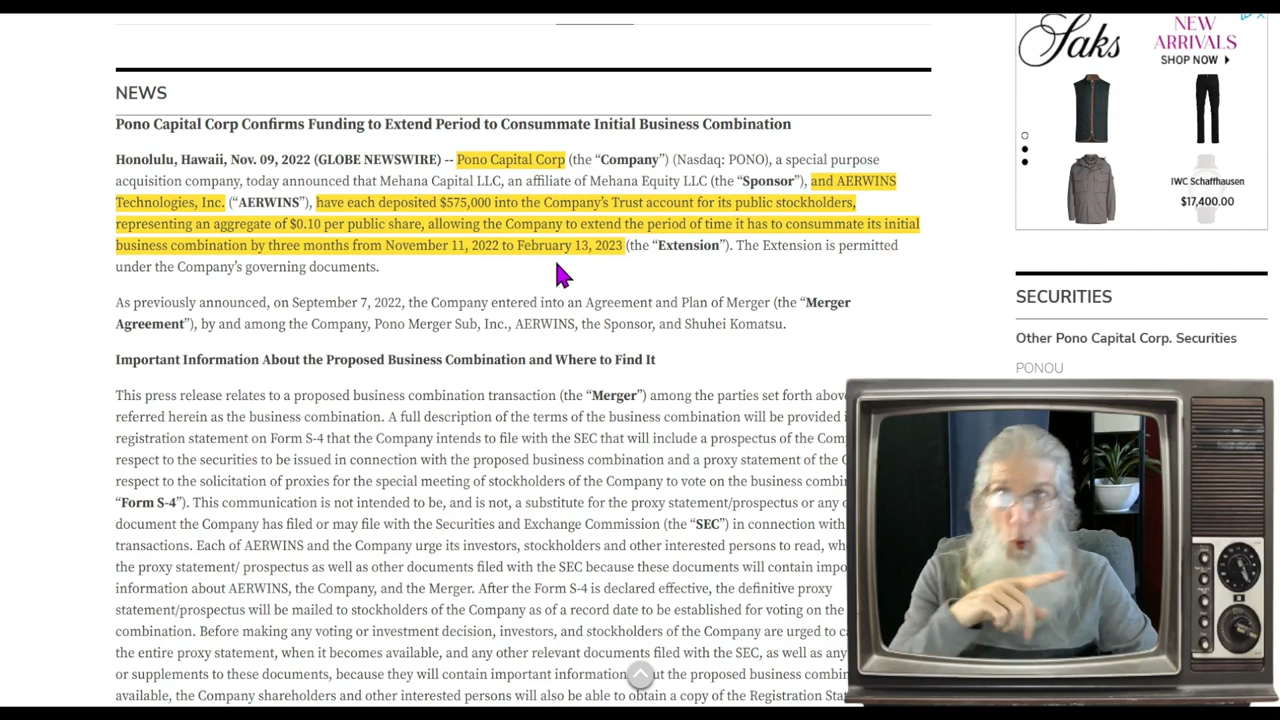 NEWS
Pono Capital Corp Confirms Funding to Extend Period to Consummate Initial Business Combination
Honolulu, Hawaii, Nov. 09, 2022 (GLOBE NEWSWIRE) -- Pono Capital Corp (the “Company”) (Nasdaq: PONO), a special purpose
acquisition company, today announced that Mehana Capital LLC, an affiliate of Mehana Equity LLC (the “Sponsor”), and AERWINS
Technologies, Inc. (“AERWINS”), have each deposited $575,000 into the Company’s Trust account for its public stockholders,
representing an aggregate of $0.10 per public share, allowing the Company to extend the period of time it has to consummate its initial
business combination by three months from November 11, 2022 to February 13, 2023 (the “Extension”). The Extension is permitted
under the Company’s governing documents.
As previously announced, on September 7, 2022, the Company entered into an Agreement and Plan of Merger (the “Merger
Agreement”), by and among the Company, Pono Merger Sub, Inc., AERWINS, the Sponsor, and Shuhei Komatsu.
Important Information About the Proposed Business Combination and Where to Find It
This press release relates to a proposed business combination transaction (the “Merger”) among the parties set forth above
referred herein as the business combination. A full description of the terms of the business combination will be provided
registration statement on Form S-4 that the Company intends to file with the SEC that will include a prospectus of the Com
respect to the securities to be issued in connection with the proposed business combination and a proxy statement of the
respect to the solicitation of proxies for the special meeting of stockholders of the Company to vote on the business combi
“Form S-4”). This communication is not intended to be, and is not, a substitute for the proxy statement/prospectus or any
document the Company has filed or may file with the Securities and Exchange Commission (the “SEC”) in connection with
transactions. Each of AERWINS and the Company urge its investors, stockholders and other interested persons to read, wh
the proxy statement/ prospectus as well as other documents filed with the SEC because these documents will contain impo
information about AERWINS, the Company, and the Merger. After the Form S-4 is declared effective, the definitive proxy
statement/prospectus will be mailed to stockholders of the Company as of a record date to be established for voting on the
combination. Before making any voting or investment decision, investors, and stockholders of the Company are urged to
the entire proxy statement, when it becomes available, and any other relevant documents filed with the SEC, as well as any
or supplements to these documents, because they will contain important information ut the proposed business combin
available, the Company shareholders and other interested persons will also be able to obtain a copy of the Registration Sta
Saks
NEW
ARRIVALS
SHOP NOW
IWC Schaffhausen
$17,400.00
SECURITIES
Other Pono Capital Corp. Securities
PONOU